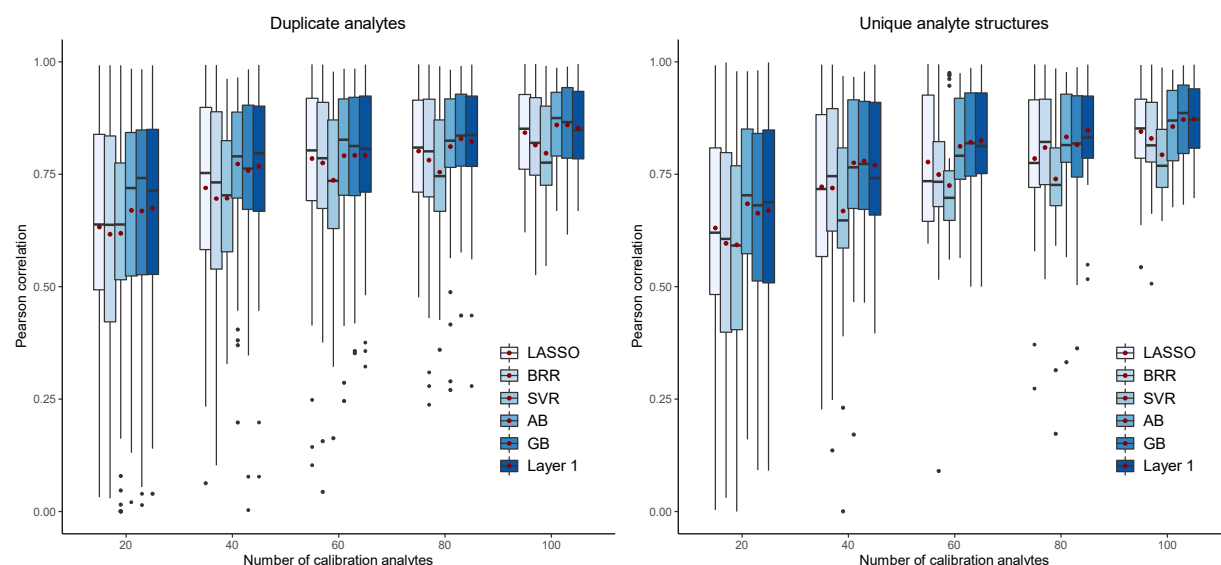 Duplicate analytes
Pearson correlation
1.00
0.75
0.50
0.25
0.00
LASSO
BRR
SVR
AB
GB
Layer 1
20
40
60
80
100
Number of calibration analytes
Unique analyte structures
Pearson correlation
1.00
0.75
0.50
0.25
0.00
LASSO
BRR
SVR
AB
GB
Layer 1
20
40
60
80
100
Number of calibration analytes